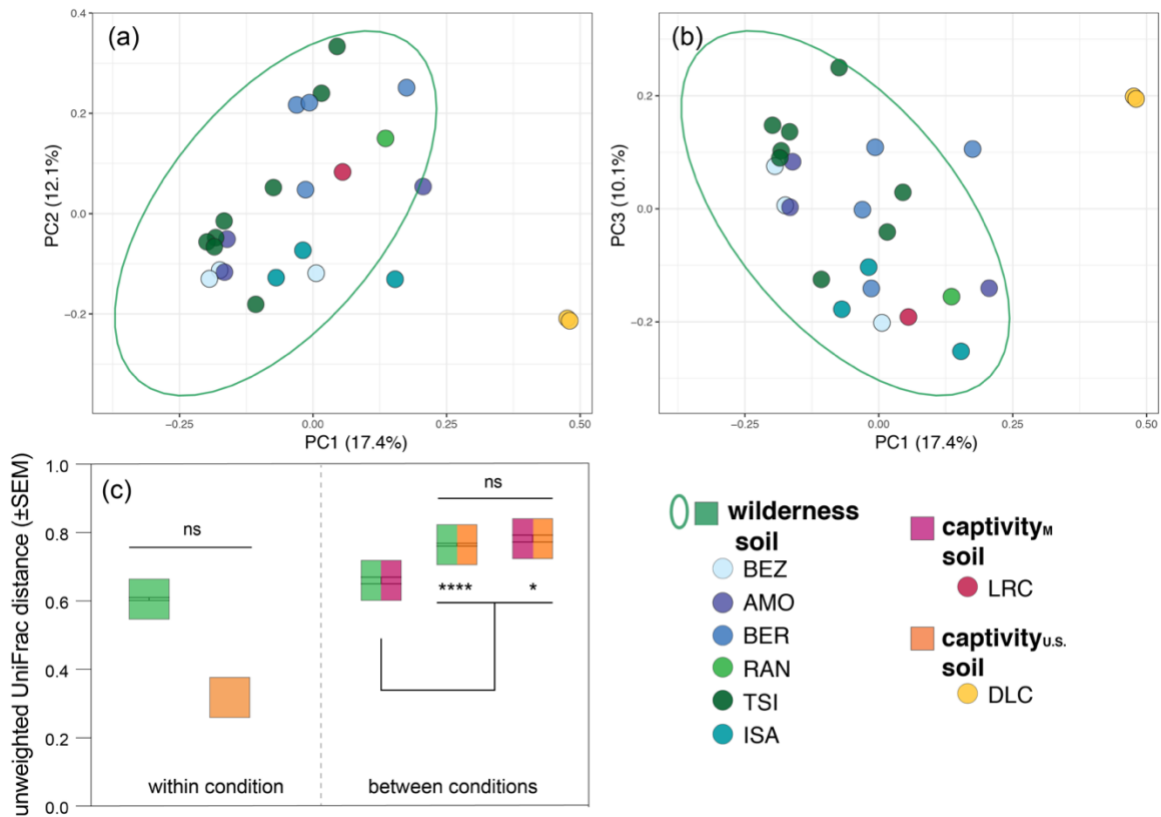 (a)
0.4
0.2
0.0
−0.2
PC2 (12.1%)
−0.25
0.00
0.25
0.50
PC1 (17.4%)
(b)
0.2
0.0
−0.2
PC3 (10.1%)
−0.25
0.00
0.25
0.50
PC1 (17.4%)
(c)
unweighted UniFrac distance (±SEM)
1.0
0.8
0.6
0.4
0.2
0.0
ns
ns
****
*
within condition
between conditions
wilderness
soil
BEZ
AMO
BER
RAN
TSI
ISA
captivityM
soil
LRC
captivityU.S.
soil
DLC